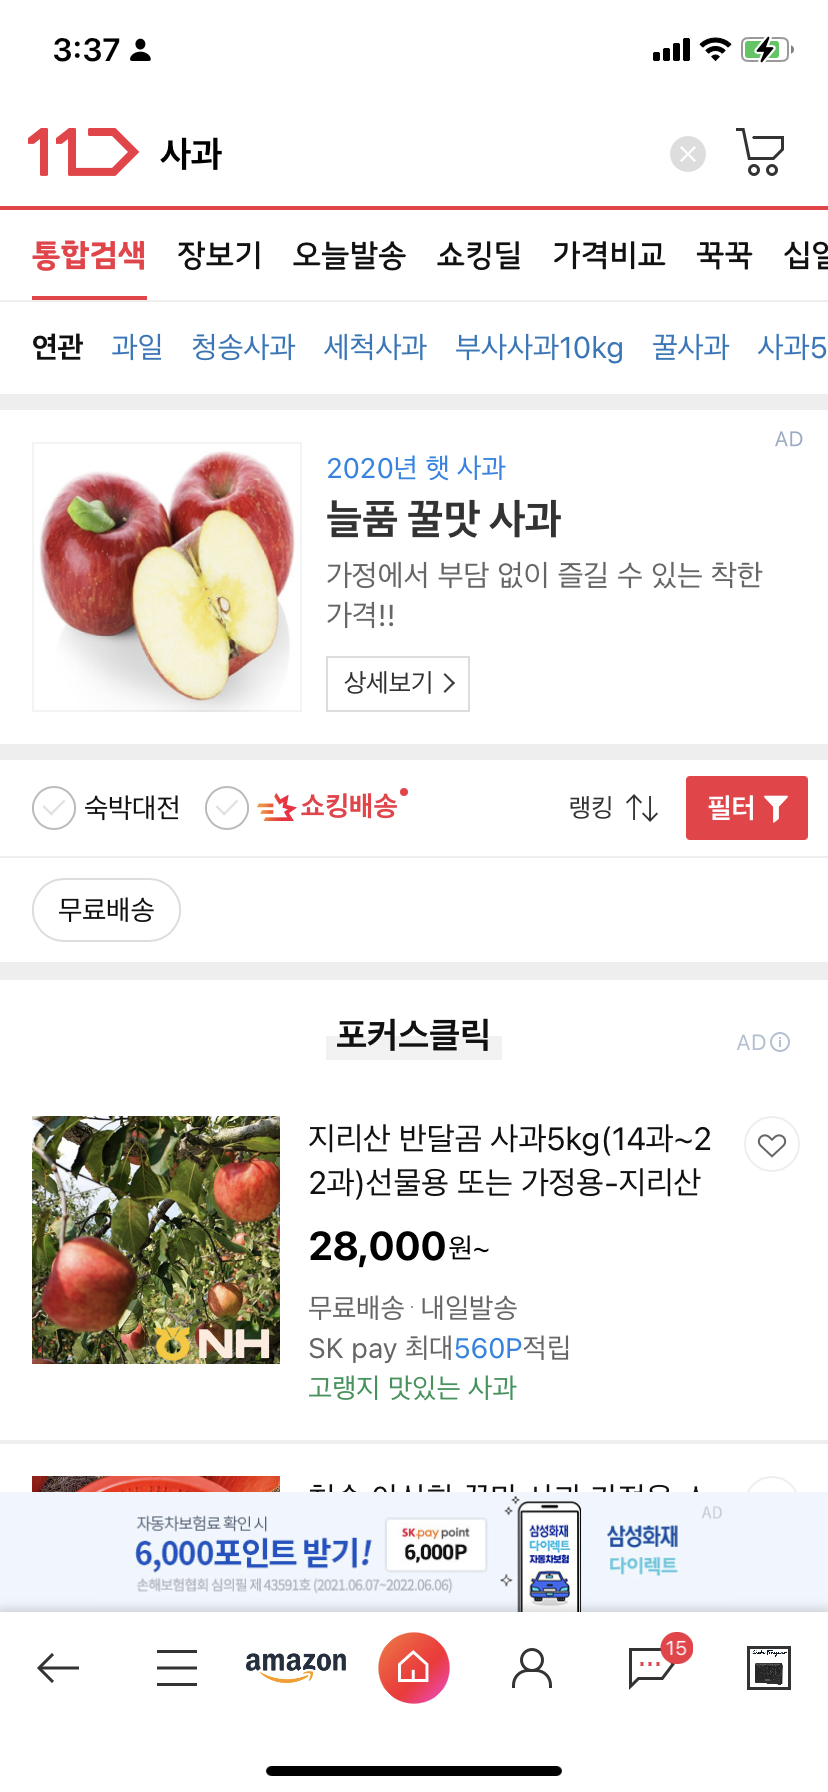 3:37
11
사과
통합검색 장보기 오늘발송 쇼킹딜 가격비교 꾹꾹 십일
연관 과일 청송사과 세척사과 부사사과10kg 꿀사과 사과5
AD
2020년 햇 사과
늘품 꿀맛 사과
가정에서 부담 없이 즐길 수 있는 착한
가격!!
상세보기
숙박대전 쇼킹배송 랭킹 필터
무료배송
포커스클릭
AD
지리산 반달곰 사과5kg(14과~2
2과)선물용 또는 가정용-지리산
28,000원~
무료배송 · 내일발송
SK pay 최대560P적립
고랭지 맛있는 사과
NH
자동차보험료 확인 시
6,000포인트 받기!
손해보험협회 심의필 제 43591호 (2021.06.07~2022.06.06)
SK pay point
6,000P
삼성화재
다이렉트
자동차보험
삼성화재
다이렉트
AD
amazon
15